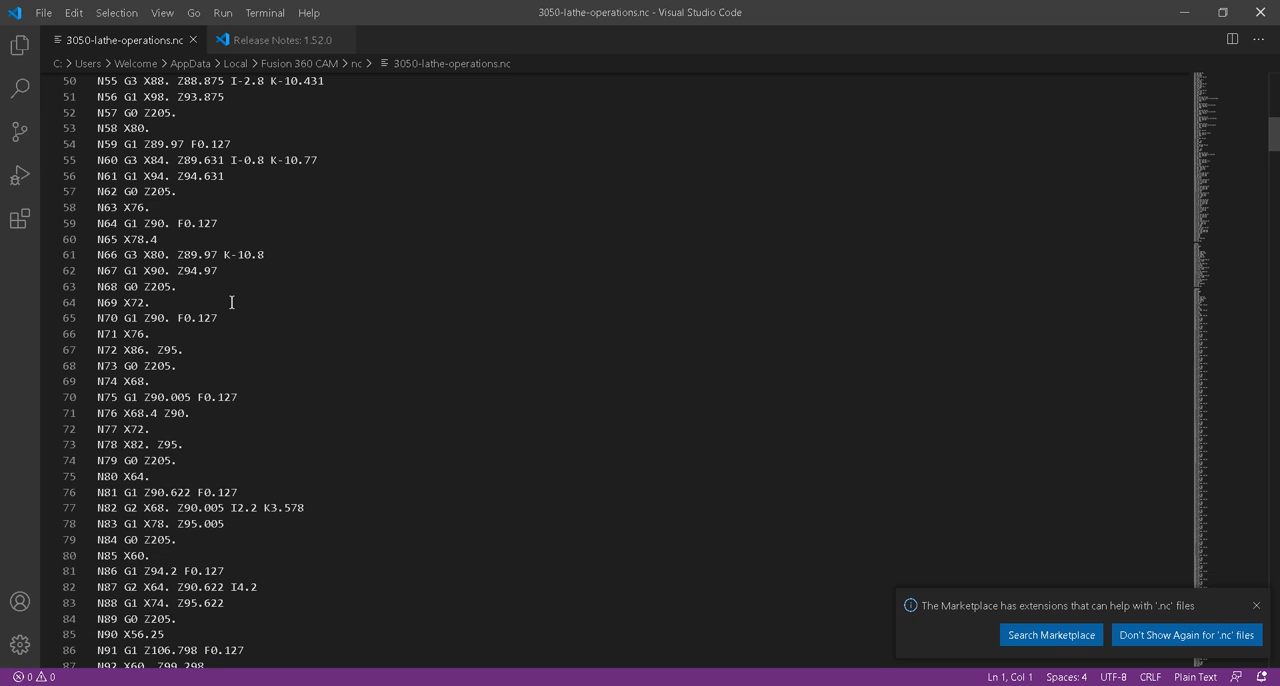 File Edit Selection View Go Run Terminal Help 3050-lathe-operations.nc - Visual Studio Code
3050-lathe-operations.nc Release Notes: 1.52.0
C: > Users > Welcome > AppData > Local > Fusion 360 CAM > nc > 3050-lathe-operations.nc
50 N55 G3 X88. Z88.875 I-2.8 K-10.431
51 N56 G1 X98. Z93.875
52 N57 G0 Z205.
53 N58 X80.
54 N59 G1 Z89.97 F0.127
55 N60 G3 X84. Z89.631 I-0.8 K-10.77
56 N61 G1 X94. Z94.631
57 N62 G0 Z205.
58 N63 X76.
59 N64 G1 Z90. F0.127
60 N65 X78.4
61 N66 G3 X80. Z89.97 K-10.8
62 N67 G1 X90. Z94.97
63 N68 G0 Z205.
64 N69 X72.
65 N70 G1 Z90. F0.127
66 N71 X76.
67 N72 X86. Z95.
68 N73 G0 Z205.
69 N74 X68.
70 N75 G1 Z90.005 F0.127
71 N76 X68.4 Z90.
72 N77 X72.
73 N78 X82. Z95.
74 N79 G0 Z205.
75 N80 X64.
76 N81 G1 Z90.622 F0.127
77 N82 G2 X68. Z90.005 I2.2 K3.578
78 N83 G1 X78. Z95.005
79 N84 G0 Z205.
80 N85 X60.
81 N86 G1 Z94.2 F0.127
82 N87 G2 X64. Z90.622 I4.2
83 N88 G1 X74. Z95.622
84 N89 G0 Z205.
85 N90 X56.25
86 N91 G1 Z106.798 F0.127
87 N92 X60. Z99.298
The Marketplace has extensions that can help with '.nc' files
Search Marketplace Don't Show Again for '.nc' files
0 0 Ln 1, Col 1 Spaces: 4 UTF-8 CRLF Plain Text